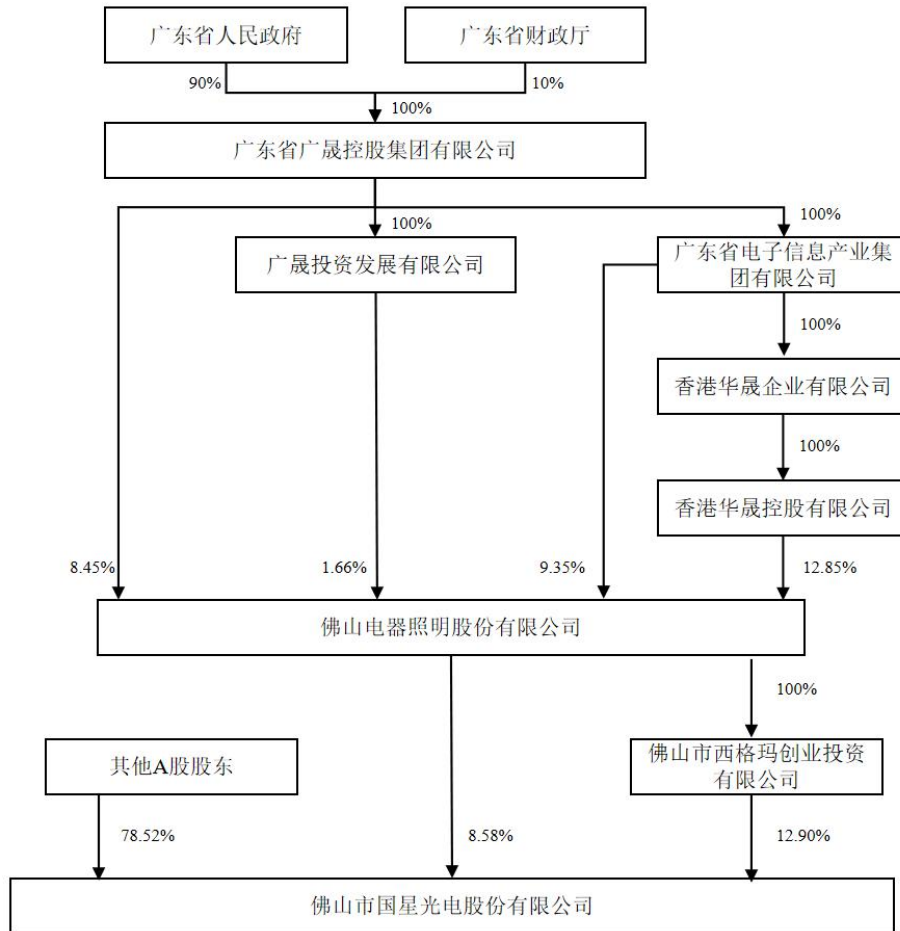 广东省人民政府
广东省财政厅
90%
10%
100%
广东省广晟控股集团有限公司
100%
100%
广晟投资发展有限公司
广东省电子信息产业集
团有限公司
100%
香港华晟企业有限公司
100%
香港华晟控股有限公司
8.45%
1.66%
9.35%
12.85%
佛山电器照明股份有限公司
100%
其他A股股东
佛山市西格玛创业投资
有限公司
78.52%
8.58%
12.90%
佛山市国星光电股份有限公司